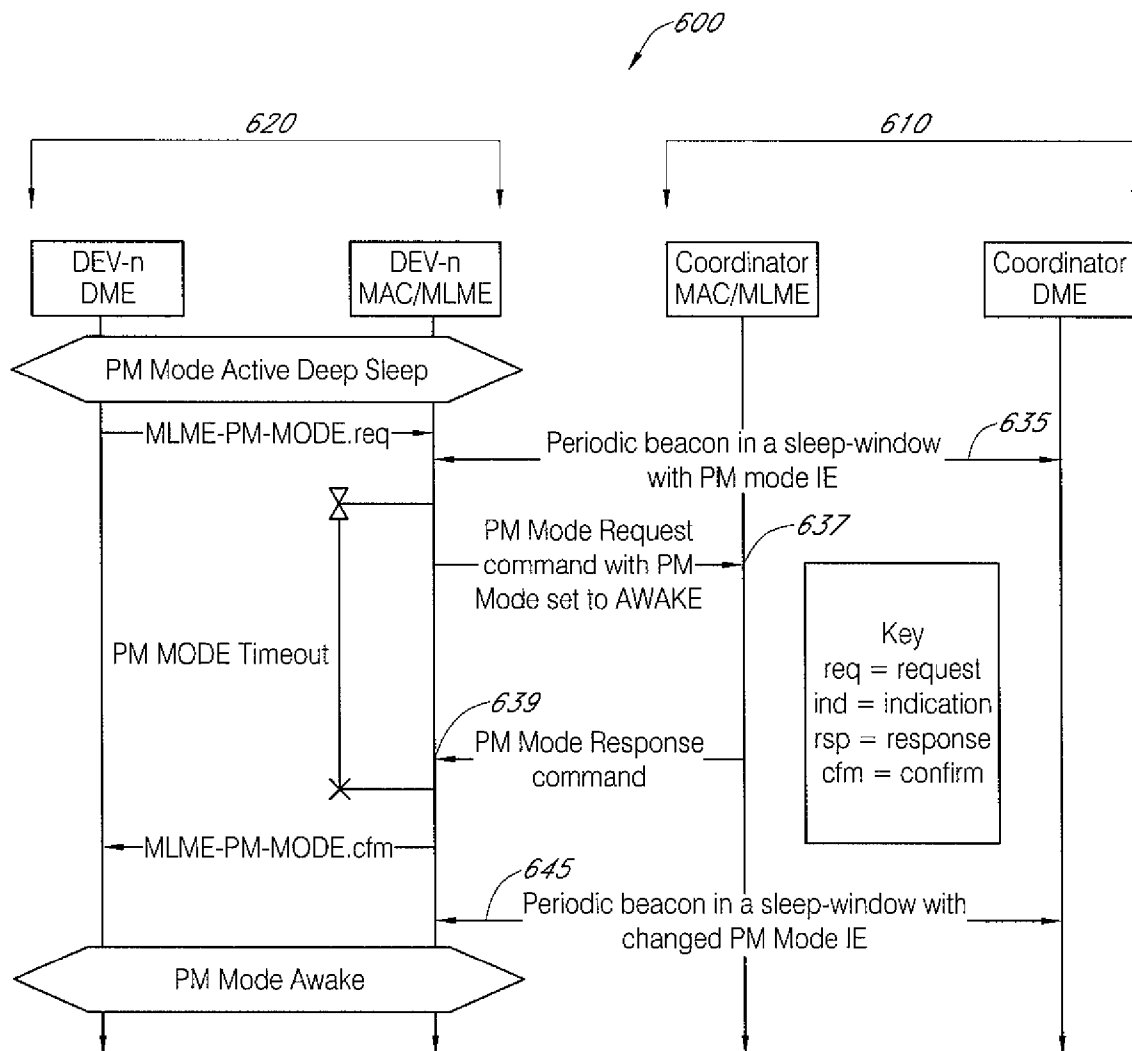 600
620
610
DEV-n
DME
DEV-n
MAC/MLME
Coordinator
MAC/MLME
Coordinator
DME
PM Mode Active Deep Sleep
MLME-PM-MODE.req
635
Periodic beacon in a sleep-window
with PM mode IE
637
PM Mode Request
command with PM
Mode set to AWAKE
PM MODE Timeout
Key
req = request
ind = indication
rsp = response
cfm = confirm
639
PM Mode Response
command
MLME-PM-MODE.cfm
645
Periodic beacon in a sleep-window with
changed PM Mode IE
PM Mode Awake